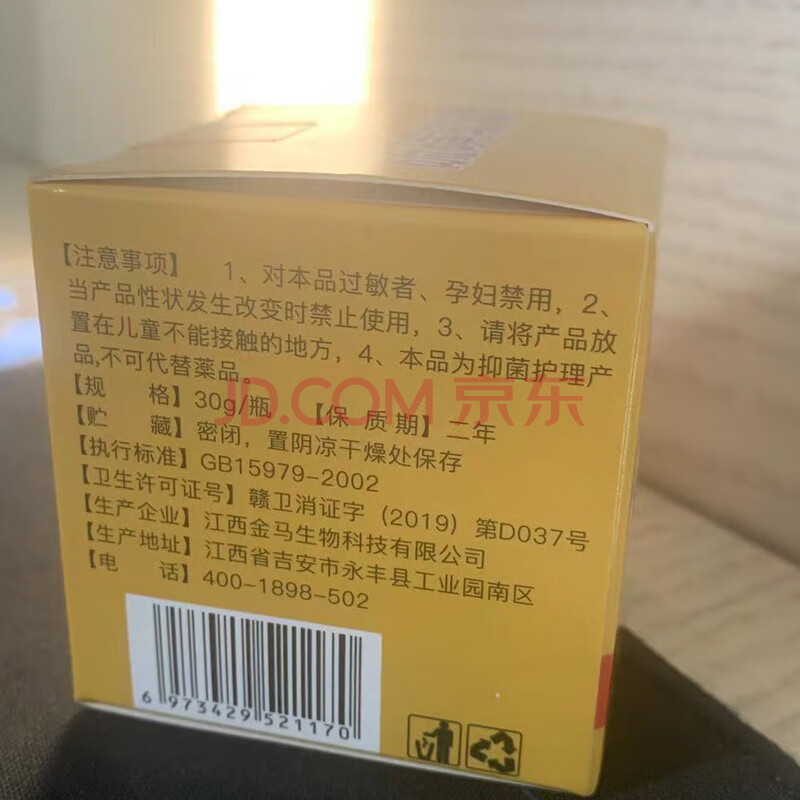 【注意事项】 1、对本品过敏者、孕妇禁用，2、
当产品性状发生改变时禁止使用，3、请将产品放
置在儿童不能接触的地方，4、本品为抑菌护理产
品,不可代替薬品。
【规 格】30g/瓶 【保 质 期】二年
【贮 藏】密闭，置阴凉干燥处保存
【执行标准】GB15979-2002
【卫生许可证号】赣卫消证字（2019）第D037号
【生产企业】江西金马生物科技有限公司
【生产地址】江西省吉安市永丰县工业园南区
【电 话】400-1898-502
6 973429 521170
JD.COM 京东